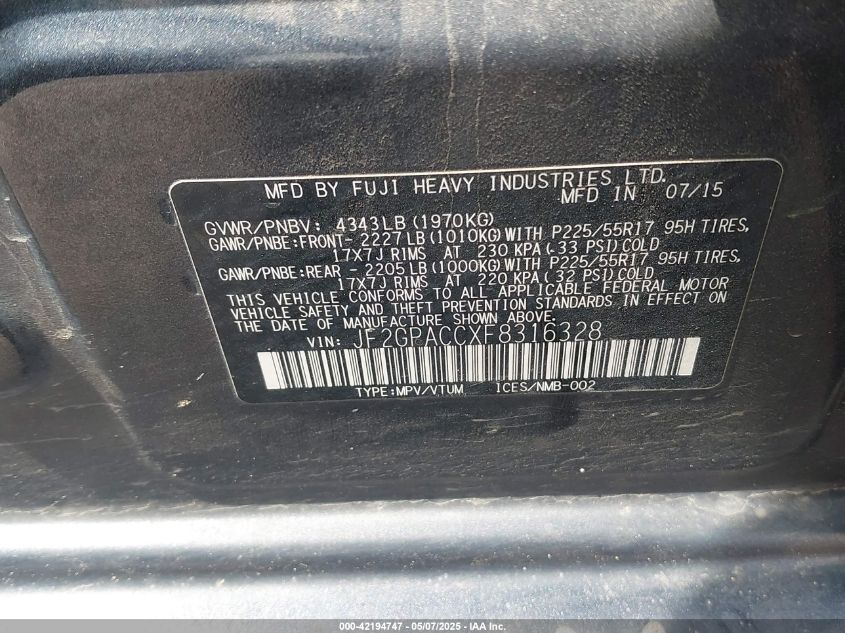 MFD BY FUJI HEAVY INDUSTRIES LTD.
MFD IN 07/15
GVWR/PNBV: 4343LB (1970KG)
GAWR/PNBE:FRONT- 2227LB(1010KG)WITH P225/55R17 95H TIRES,
17X7J RIMS AT 230 KPA(-33 PSI)COLD
GAWR/PNBE:REAR - 2205LB(1000KG)WITH P225/55R17 95H TIRES,
17X7J RIMS AT 220 KPA(32 PSI)COLD
THIS VEHICLE CONFORMS TO ALL APPLICABLE FEDERAL MOTOR
VEHICLE SAFETY AND THEFT PREVENTION STANDARDS IN EFFECT ON
THE DATE OF MANUFACTURE SHOWN ABOVE.
VIN: JF2GPACCXF8316328
TYPE:MPV/VTUM ICES/NMB-002
000-42194747 - 05/07/2025 - IAA Inc.